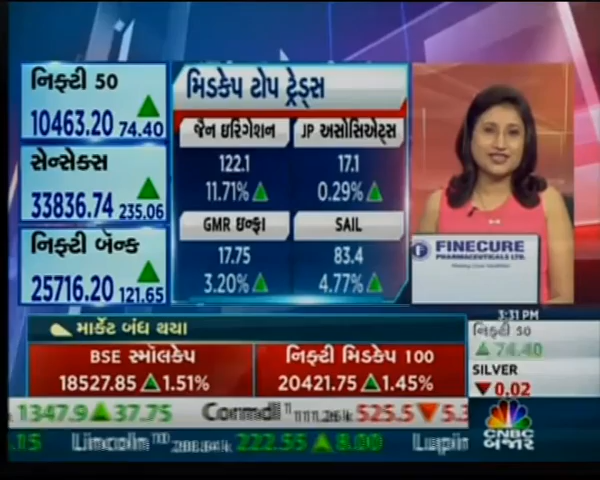 નિફ્ટી 50
10463.20 74.40
સેન્સેક્સ
33836.74 235.06
નિફ્ટી બૅન્ક
25716.20 121.65
મિડકેપ ટોપ ટ્રેડ્સ
જૈન ઇરિગેશન
122.1
11.71%
JP અસોસિએટ્સ
17.1
0.29%
GMR ઇન્ફ્રા
17.75
3.20%
SAIL
83.4
4.77%
FINECURE
PHARMACEUTICALS LTD.
માર્કેટ બંધ થયા
BSE સ્મૉલકેપ
18527.85 1.51%
નિફ્ટી મિડકેપ 100
20421.75 1.45%
3:31 PM
નિફ્ટી 50
74.40
SILVER
0.02
1347.9 37.75 525.5 5.3
.15 Lincoln 222.55 8.00 Lupin
CNBC
બજાર